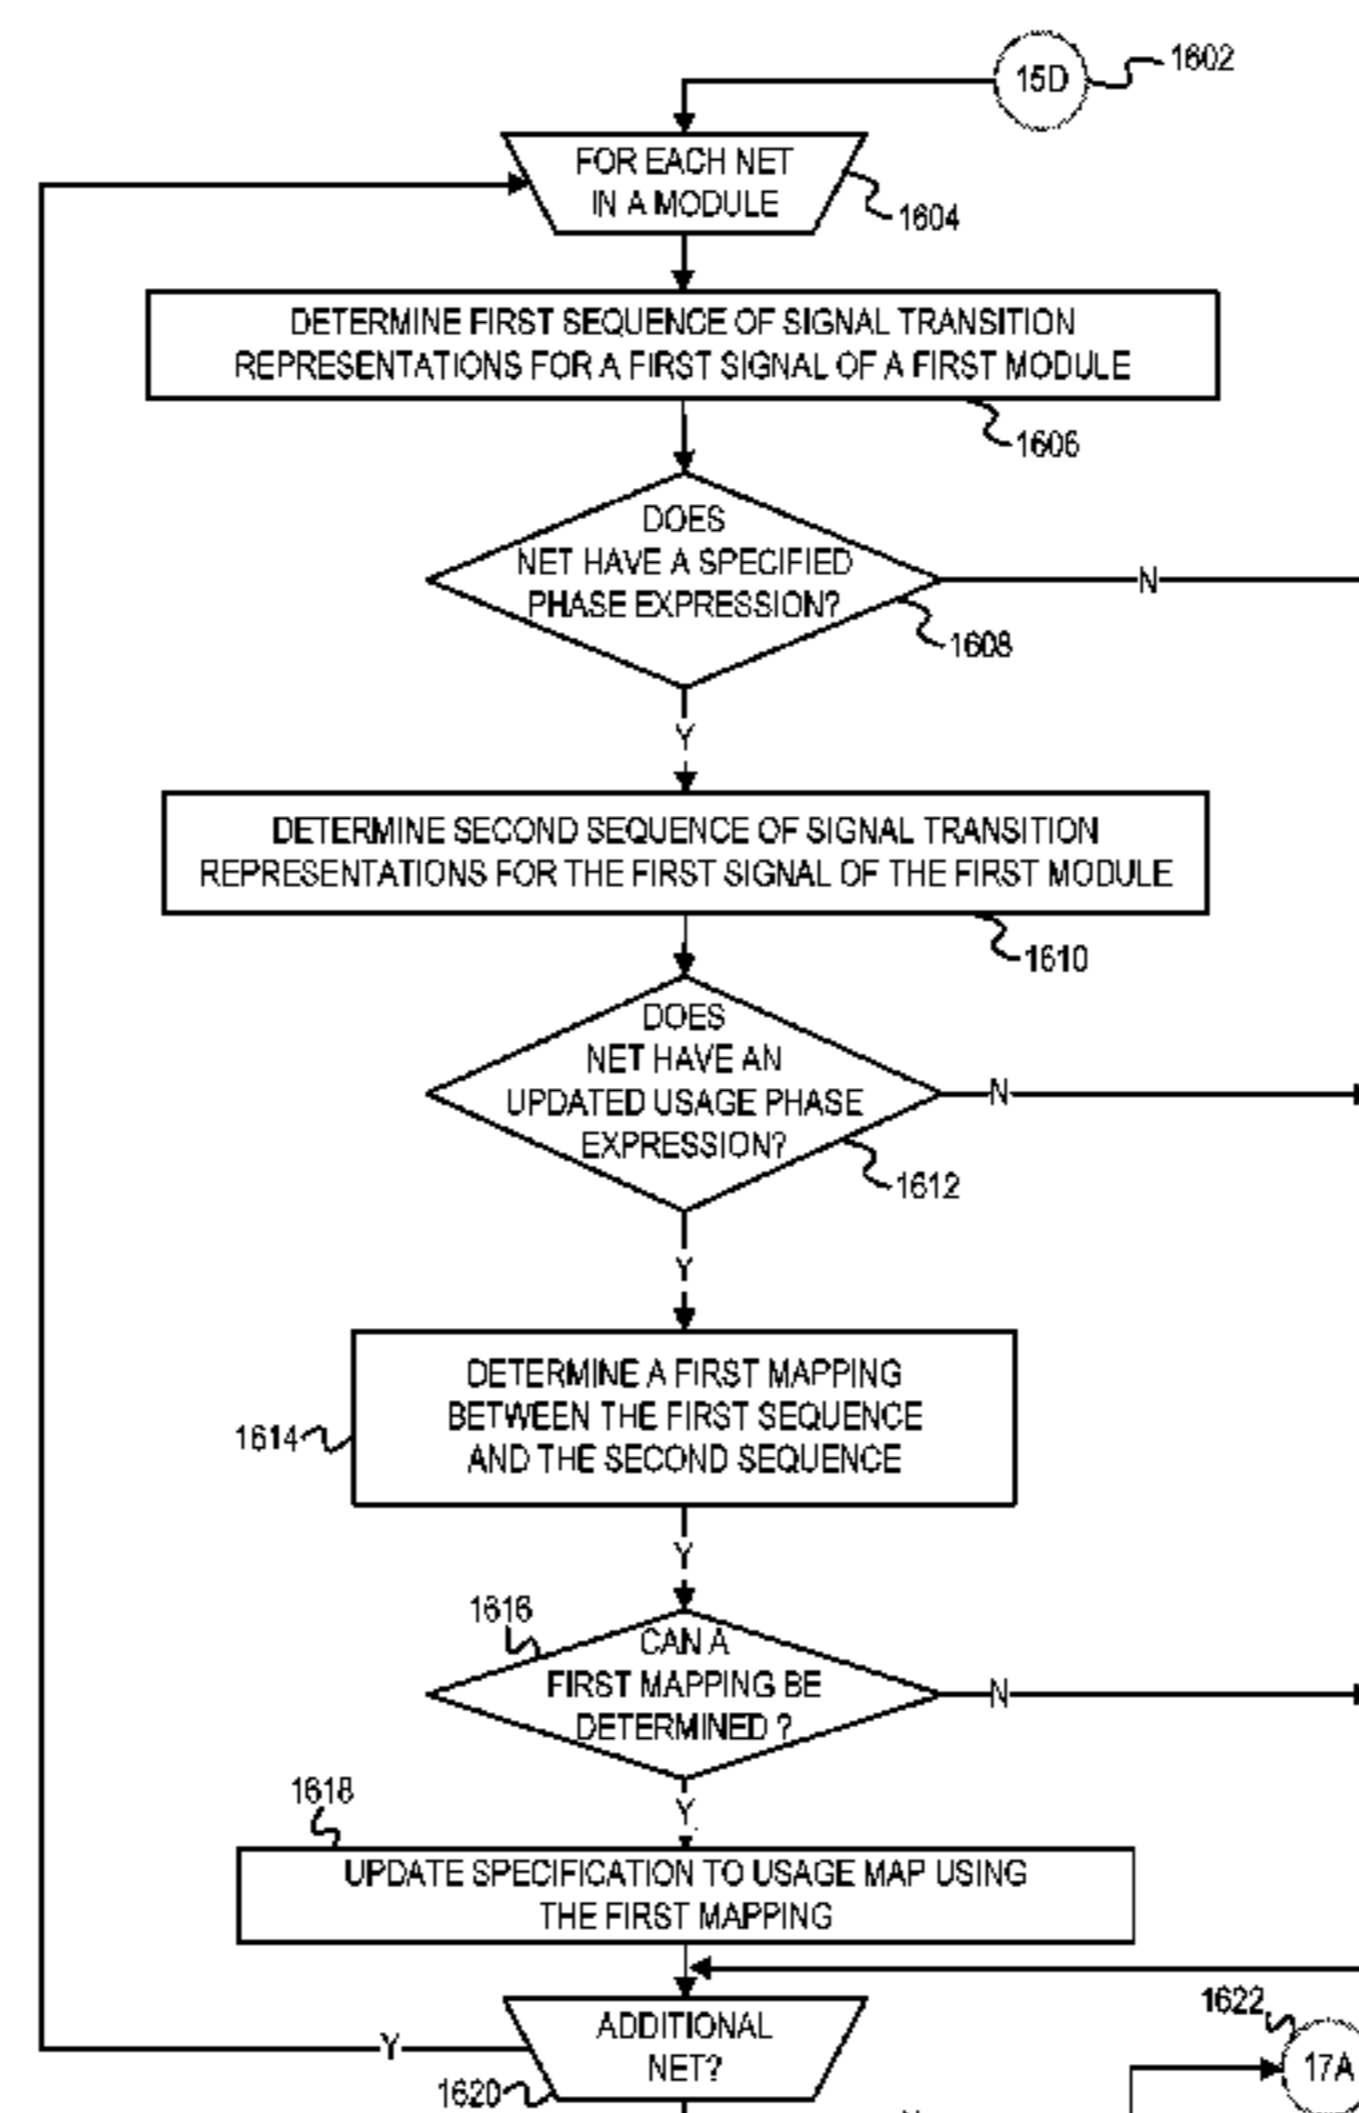 15D
1602
FOR EACH NET
IN A MODULE
1604
DETERMINE FIRST SEQUENCE OF SIGNAL TRANSITION
REPRESENTATIONS FOR A FIRST SIGNAL OF A FIRST MODULE
1606
DOES
NET HAVE A SPECIFIED
PHASE EXPRESSION?
N
1608
Y
DETERMINE SECOND SEQUENCE OF SIGNAL TRANSITION
REPRESENTATIONS FOR THE FIRST SIGNAL OF THE FIRST MODULE
1610
DOES
NET HAVE AN
UPDATED USAGE PHASE
EXPRESSION?
N
1612
Y
DETERMINE A FIRST MAPPING
BETWEEN THE FIRST SEQUENCE
AND THE SECOND SEQUENCE
1614
Y
1616
CAN A
FIRST MAPPING BE
DETERMINED ?
N
Y
1618
UPDATE SPECIFICATION TO USAGE MAP USING
THE FIRST MAPPING
1622
ADDITIONAL
NET?
Y
17A
1620